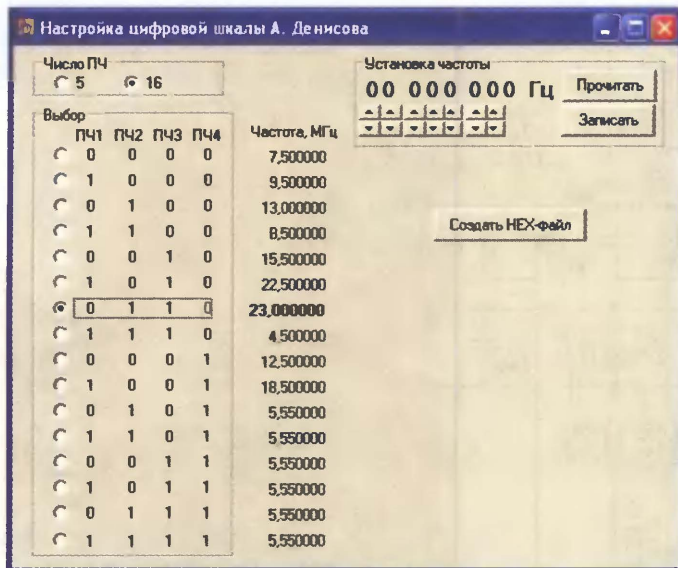 Настройка цифровой шкалы А. Денисова
Число ПЧ
5 16
Установка частоты
00 000 000 Гц
Прочитать
Записать
Выбор
ПЧ1 ПЧ2 ПЧ3 ПЧ4 Частота, МГц
0 0 0 0 7,500000
1 0 0 0 9,500000
0 1 0 0 13,000000
1 1 0 0 8,500000
0 0 1 0 15,500000
1 0 1 0 22,500000
0 1 1 0 23,000000
1 1 1 0 4,500000
0 0 0 1 12,500000
1 0 0 1 18,500000
0 1 0 1 5,550000
1 1 0 1 5,550000
0 0 1 1 5,550000
1 0 1 1 5,550000
0 1 1 1 5,550000
1 1 1 1 5,550000
Создать HEX-файл